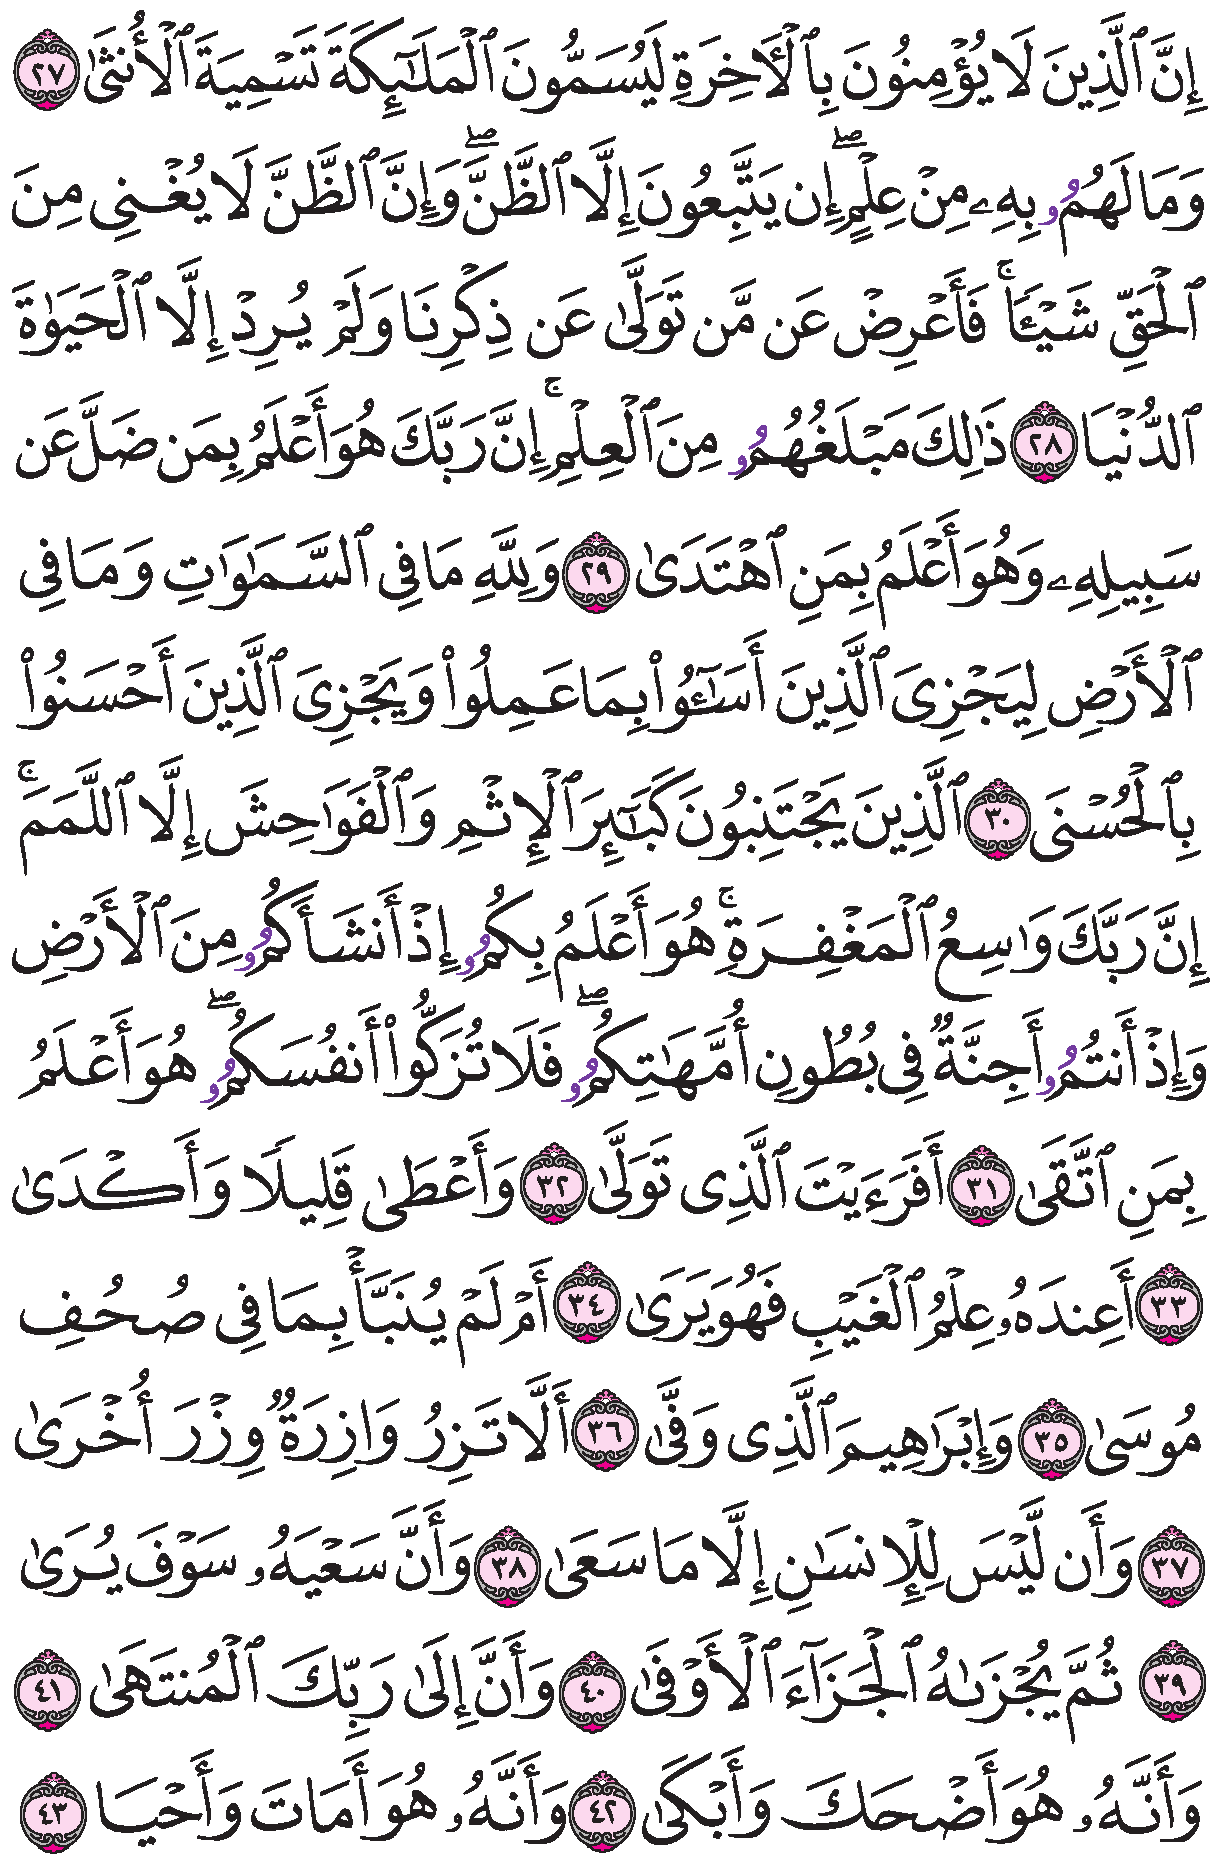 إِنَّ ٱلَّذِينَ لَا يُؤْمِنُونَ بِٱلْأَخِرَةِ لَيُسَمُّونَ ٱلْمَلَٰٓئِكَةَ تَسْمِيَةَ ٱلْأُنثَىٰ ٢٧
وَمَا لَهُمُۥ بِهِۦ مِنْ عِلْمٍ ۖ إِن يَتَّبِعُونَ إِلَّا ٱلظَّنَّ ۖ وَإِنَّ ٱلظَّنَّ لَا يُغْنِى مِنَ
ٱلْحَقِّ شَيْـًٔا ۚ فَأَعْرِضْ عَن مَّن تَوَلَّىٰ عَن ذِكْرِنَا وَلَمْ يُرِدْ إِلَّا ٱلْحَيَوٰةَ
ٱلدُّنْيَا ٢٨ ذَٰلِكَ مَبْلَغُهُمُۥ مِنَ ٱلْعِلْمِ ۚ إِنَّ رَبَّكَ هُوَ أَعْلَمُ بِمَن ضَلَّ عَن
سَبِيلِهِۦ وَهُوَ أَعْلَمُ بِمَنِ ٱهْتَدَىٰ ٢٩ وَلِلَّهِ مَا فِى ٱلسَّمَٰوَٰتِ وَمَا فِى
ٱلْأَرْضِ لِيَجْزِىَ ٱلَّذِينَ أَسَٰٓـُٔوا۟ بِمَا عَمِلُوا۟ وَيَجْزِىَ ٱلَّذِينَ أَحْسَنُوا۟
بِٱلْحُسْنَى ٣٠ ٱلَّذِينَ يَجْتَنِبُونَ كَبَٰٓئِرَ ٱلْإِثْمِ وَٱلْفَوَٰحِشَ إِلَّا ٱللَّمَمَ ۚ
إِنَّ رَبَّكَ وَٰسِعُ ٱلْمَغْفِرَةِ ۚ هُوَ أَعْلَمُ بِكُمُۥ إِذْ أَنشَأَكُمُۥ مِنَ ٱلْأَرْضِ
وَإِذْ أَنتُمُۥ أَجِنَّةٌ فِى بُطُونِ أُمَّهَٰتِكُمُۥ ۖ فَلَا تُزَكُّوٓا۟ أَنفُسَكُمُۥ ۖ هُوَ أَعْلَمُ
بِمَنِ ٱتَّقَىٰ ٣١ أَفَرَءَيْتَ ٱلَّذِى تَوَلَّىٰ ٣٢ وَأَعْطَىٰ قَلِيلًا وَأَكْدَىٰ
٣٣ أَعِندَهُۥ عِلْمُ ٱلْغَيْبِ فَهُوَ يَرَىٰ ٣٤ أَمْ لَمْ يُنَبَّأْ بِمَا فِى صُحُفِ
مُوسَىٰ ٣٥ وَإِبْرَٰهِيمَ ٱلَّذِى وَفَّىٰ ٣٦ أَلَّا تَزِرُ وَازِرَةٌ وِزْرَ أُخْرَىٰ
٣٧ وَأَن لَّيْسَ لِلْإِنسَٰنِ إِلَّا مَا سَعَىٰ ٣٨ وَأَنَّ سَعْيَهُۥ سَوْفَ يُرَىٰ
٣٩ ثُمَّ يُجْزَىٰهُ ٱلْجَزَآءَ ٱلْأَوْفَىٰ ٤٠ وَأَنَّ إِلَىٰ رَبِّكَ ٱلْمُنتَهَىٰ ٤١
وَأَنَّهُۥ هُوَ أَضْحَكَ وَأَبْكَىٰ ٤٢ وَأَنَّهُۥ هُوَ أَمَاتَ وَأَحْيَا ٤٣